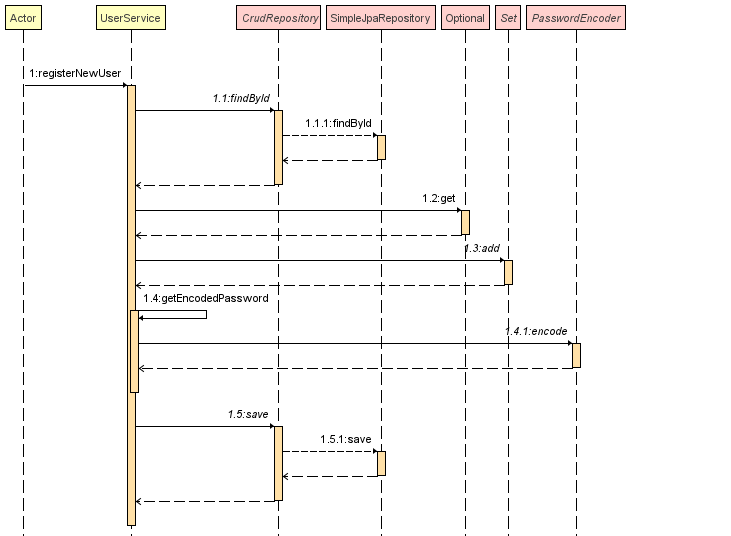 Actor UserService CrudRepository SimpleJpaRepository Optional Set PasswordEncoder
1:registerNewUser
1.1:findById
1.1.1:findById
1.2:get
1.3:add
1.4:getEncodedPassword
1.4.1:encode
1.5:save
1.5.1:save